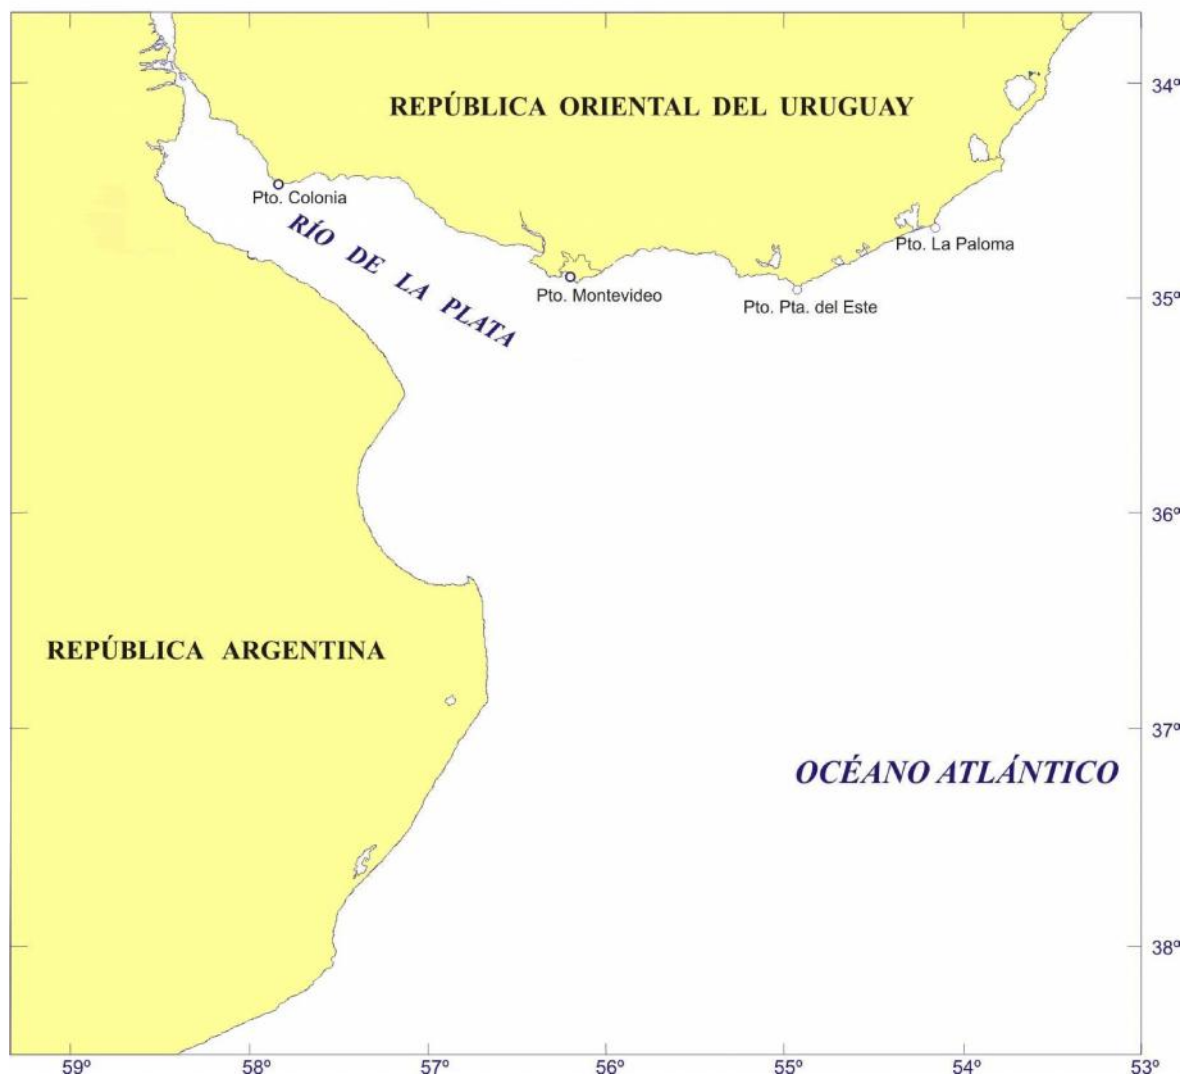 34º
REPÚBLICA ORIENTAL DEL URUGUAY
Pto. Colonia
RÍO DE LA PLATA
Pto. La Paloma
Pto. Montevideo
Pto. Pta. del Este
35º
36º
REPÚBLICA ARGENTINA
37º
OCÉANO ATLÁNTICO
38º
59º 58º 57º 56º 55º 54º 53º